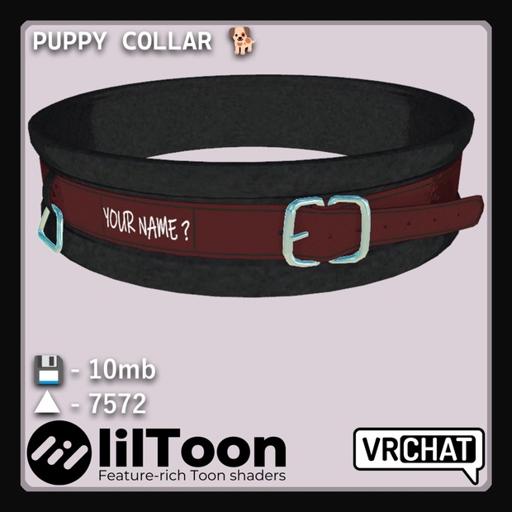 PUPPY COLLAR 🐕
YOUR NAME ?
- 10mb
- 7572
lilToon
Feature-rich Toon shaders
VRCHAT